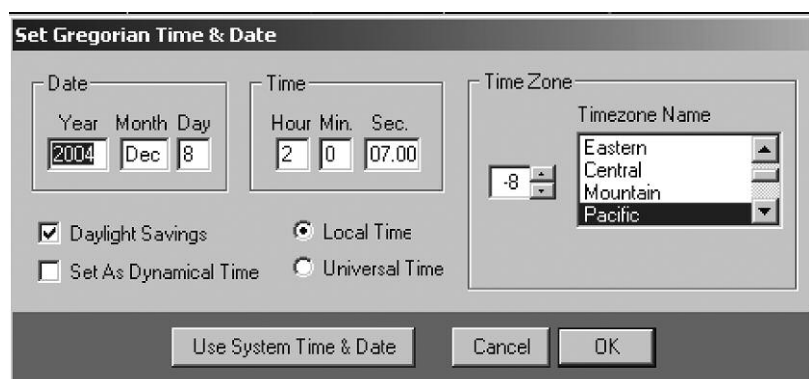 Set Gregorian Time & Date
Date
Year Month Day
2004 Dec 8
Time
Hour Min. Sec.
2 0 07.00
Time Zone
Timezone Name
-8
Eastern
Central
Mountain
Pacific
Daylight Savings
Set As Dynamical Time
Local Time
Universal Time
Use System Time & Date
Cancel
OK